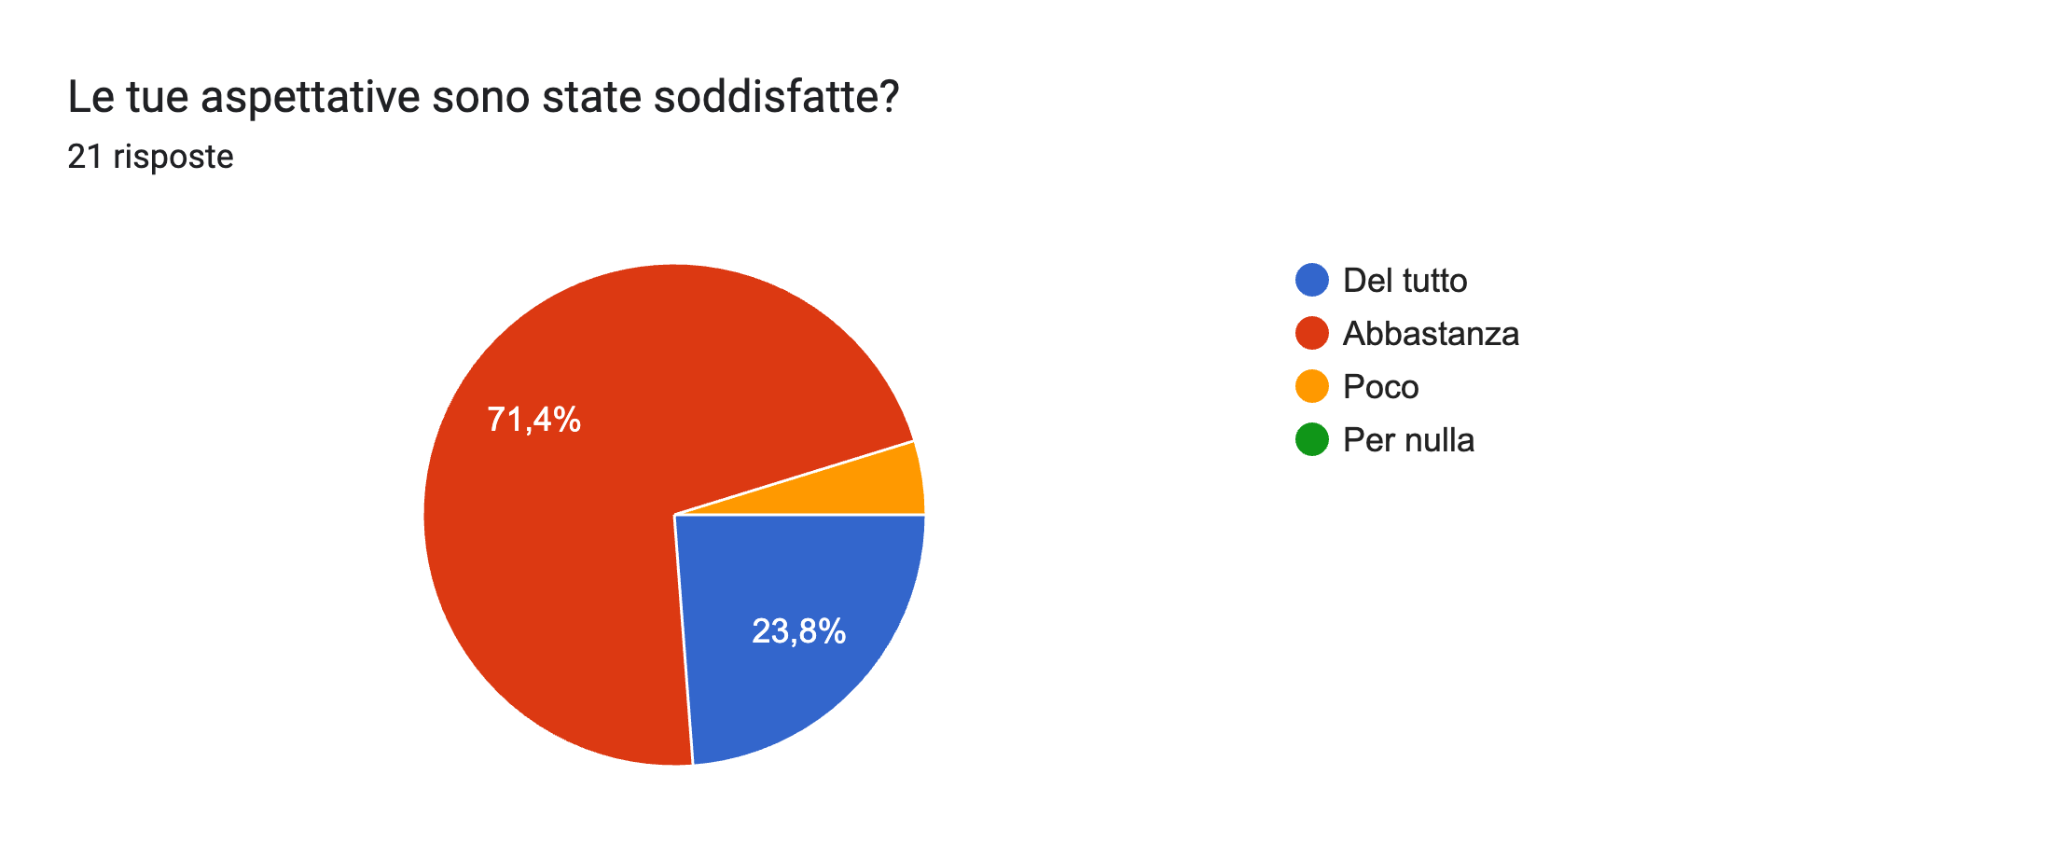 Le tue aspettative sono state soddisfatte?
21 risposte
Del tutto
Abbastanza
Poco
Per nulla
71,4%
23,8%